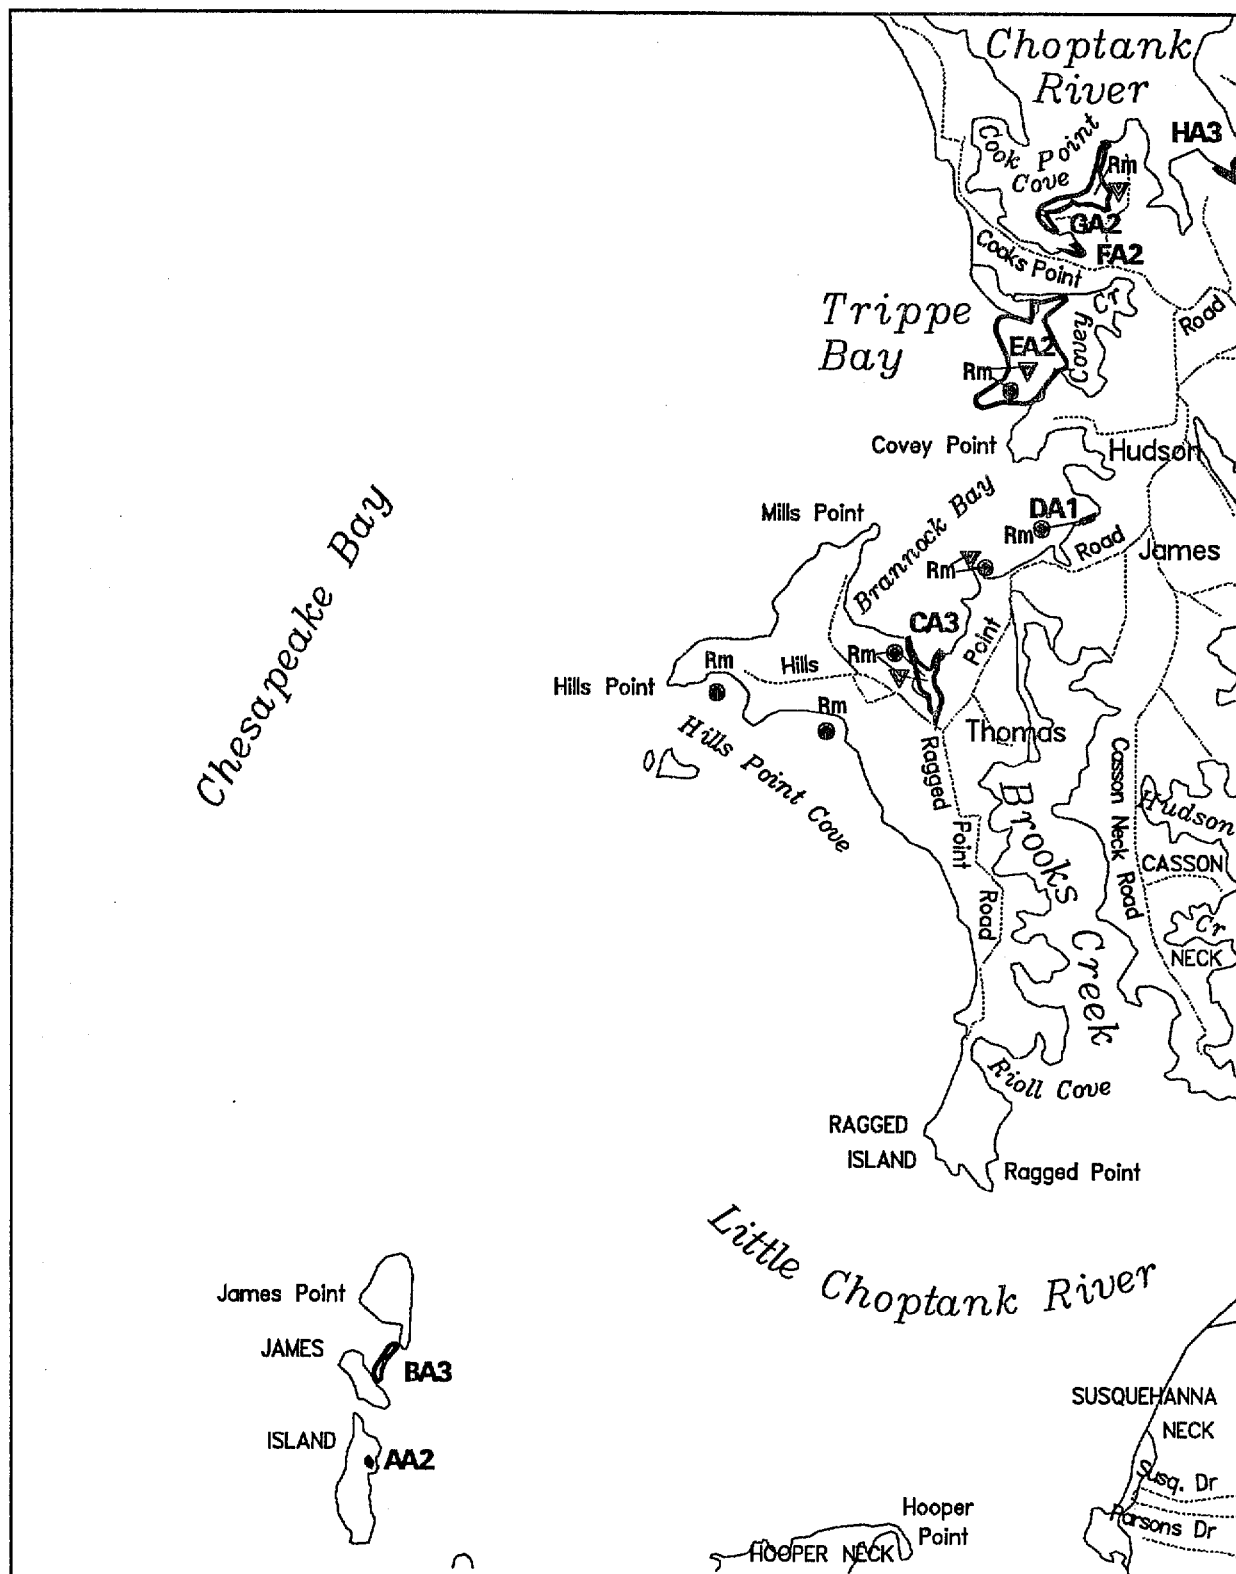 Choptank
River
HA3
Cook Point
Cove
Rm
GA2
FA2
Cooks Point
Road
Trippe
Bay
Covey Cr
EA2
Rm
Covey Point
Hudson
Mills Point
Brannock Bay
DA1
Rm
Road
James
Rm
CA3
Point
Rm
Hills
Rm
Hills Point
Rm
Hills Point Cove
Thomas
Ragged
Point
Road
Brooks
Creek
Casson Neck Road
Hudson
CASSON
Cr
NECK
Chesapeake Bay
Rioll Cove
RAGGED
ISLAND
Ragged Point
Little Choptank River
James Point
JAMES
BA3
ISLAND
AA2
SUSQUEHANNA
NECK
Susq. Dr
Parsons Dr
Hooper
Point
HOOPER NECK